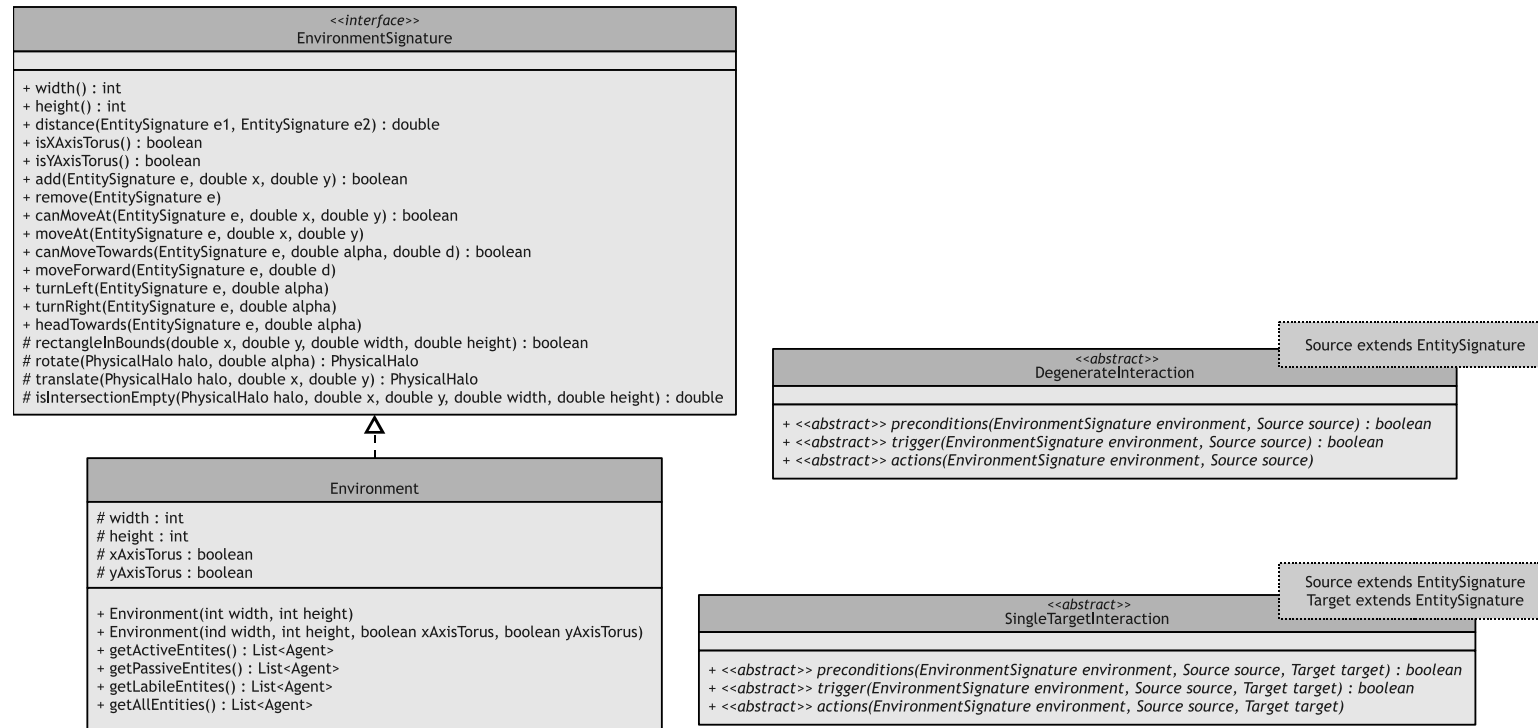 <<interface>>
EnvironmentSignature
+ width() : int
+ height() : int
+ distance(EntitySignature e1, EntitySignature e2) : double
+ isXAxisTorus() : boolean
+ isYAxisTorus() : boolean
+ add(EntitySignature e, double x, double y) : boolean
+ remove(EntitySignature e)
+ canMoveAt(EntitySignature e, double x, double y) : boolean
+ moveAt(EntitySignature e, double x, double y)
+ canMoveTowards(EntitySignature e, double alpha, double d) : boolean
+ moveForward(EntitySignature e, double d)
+ turnLeft(EntitySignature e, double alpha)
+ turnRight(EntitySignature e, double alpha)
+ headTowards(EntitySignature e, double alpha)
# rectangleInBounds(double x, double y, double width, double height) : boolean
# rotate(PhysicalHalo halo, double alpha) : PhysicalHalo
# translate(PhysicalHalo halo, double x, double y) : PhysicalHalo
# isIntersectionEmpty(PhysicalHalo halo, double x, double y, double width, double height) : double
Environment
# width : int
# height : int
# xAxisTorus : boolean
# yAxisTorus : boolean
+ Environment(int width, int height)
+ Environment(ind width, int height, boolean xAxisTorus, boolean yAxisTorus)
+ getActiveEntites() : List<Agent>
+ getPassiveEntites() : List<Agent>
+ getLabileEntites() : List<Agent>
+ getAllEntities() : List<Agent>
Source extends EntitySignature
<<abstract>>
DegenerateInteraction
+ <<abstract>> preconditions(EnvironmentSignature environment, Source source) : boolean
+ <<abstract>> trigger(EnvironmentSignature environment, Source source) : boolean
+ <<abstract>> actions(EnvironmentSignature environment, Source source)
Source extends EntitySignature
Target extends EntitySignature
<<abstract>>
SingleTargetInteraction
+ <<abstract>> preconditions(EnvironmentSignature environment, Source source, Target target) : boolean
+ <<abstract>> trigger(EnvironmentSignature environment, Source source, Target target) : boolean
+ <<abstract>> actions(EnvironmentSignature environment, Source source, Target target)